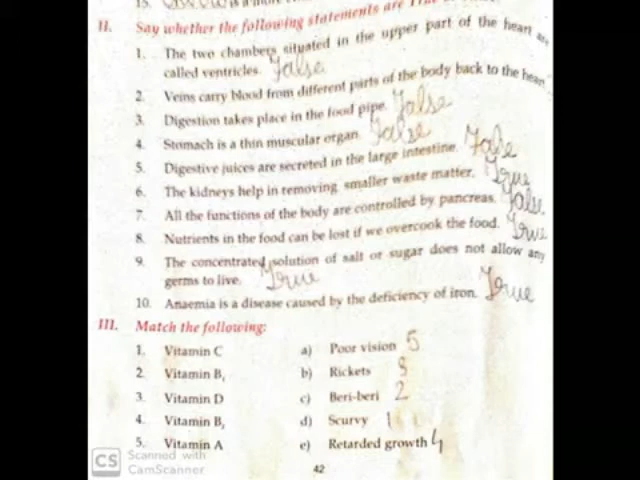 15. is a more
II. Say whether the following statements are True or
1. The two chambers situated in the upper part of the heart are
called ventricles. False
2. Veins carry blood from different parts of the body back to the heart.
3. Digestion takes place in the food pipe. False
4. Stomach is a thin muscular organ. False
5. Digestive juices are secreted in the large intestine. False
6. The kidneys help in removing smaller waste matter. True
7. All the functions of the body are controlled by pancreas. False
8. Nutrients in the food can be lost if we overcook the food. True
9. The concentrated solution of salt or sugar does not allow any
germs to live. True
10. Anaemia is a disease caused by the deficiency of iron. True
III. Match the following:
1. Vitamin C a) Poor vision 5
2. Vitamin B₁ b) Rickets 3
3. Vitamin D c) Beri-beri 2
4. Vitamin B₂ d) Scurvy 1
5. Vitamin A e) Retarded growth 4
CS Scanned with
CamScanner
42